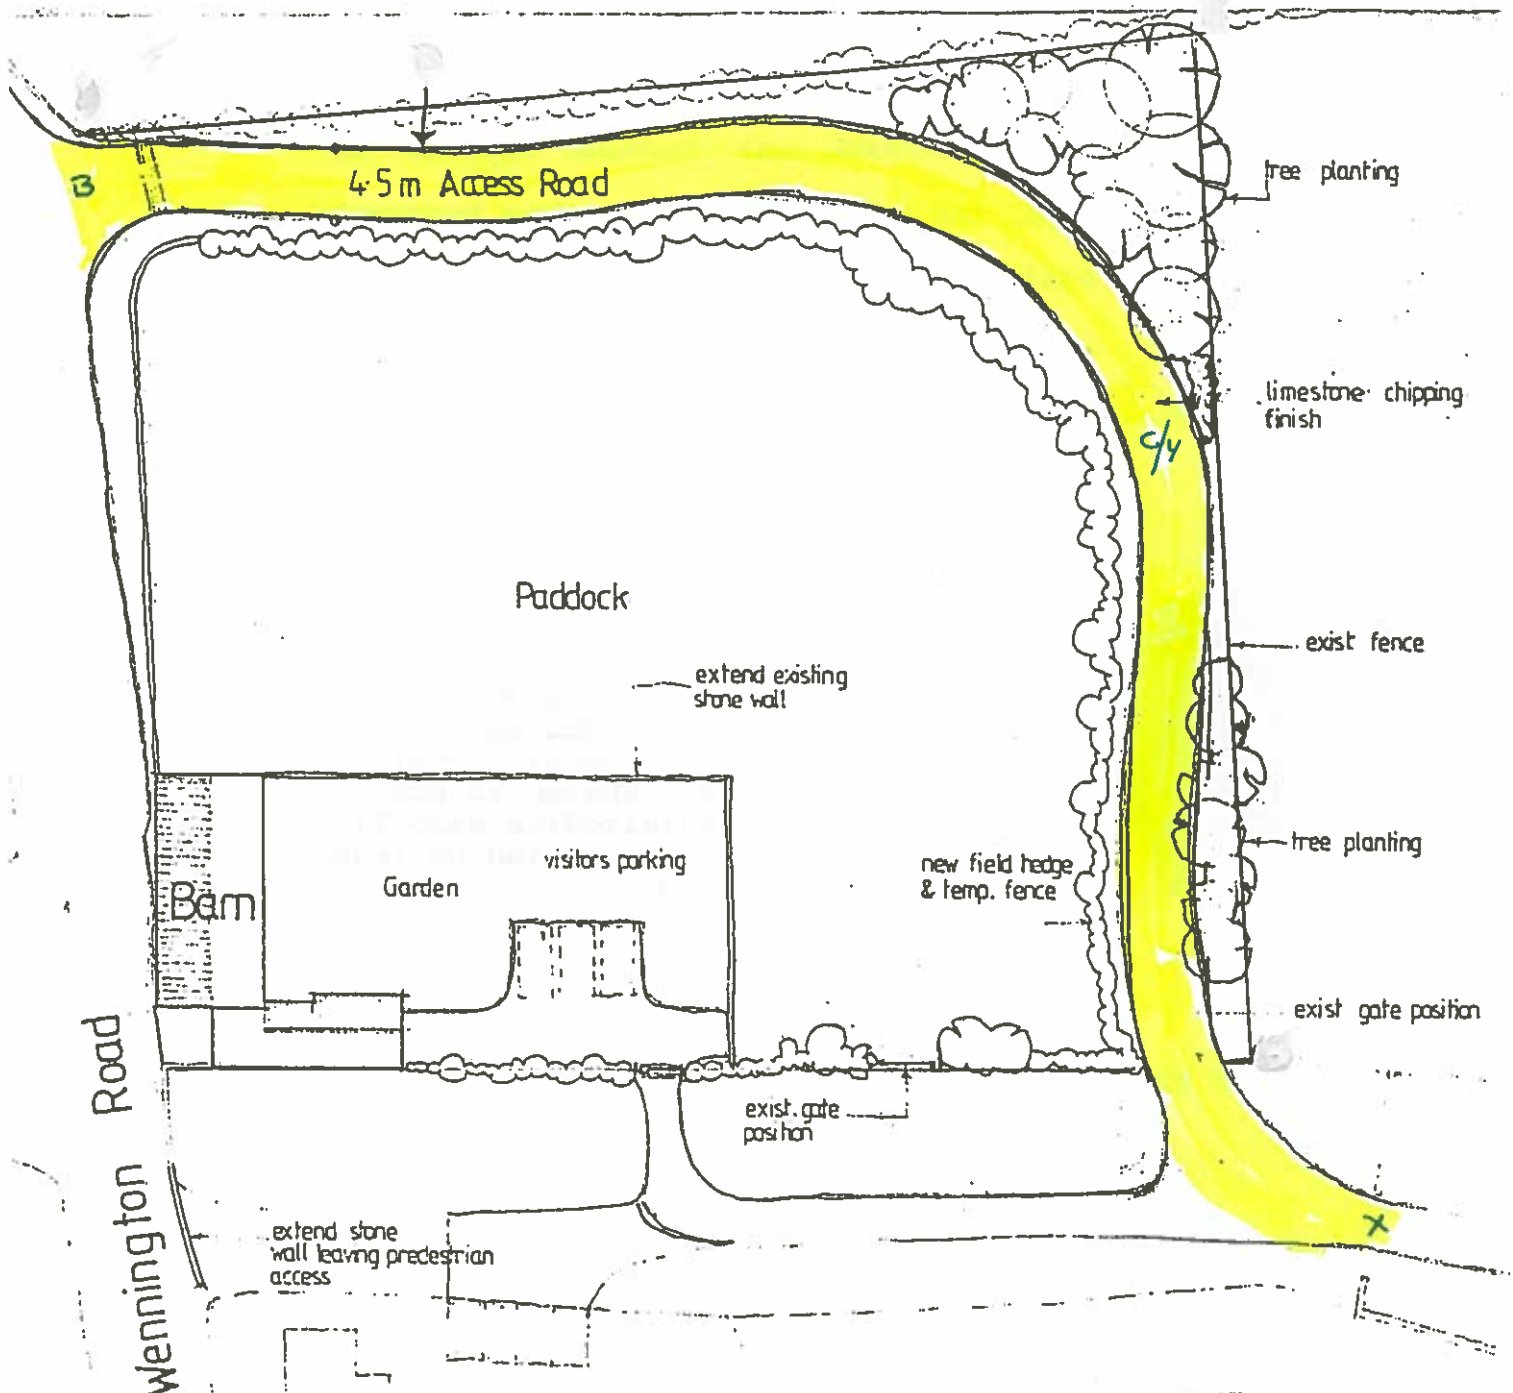 B
4·5m Access Road
tree planting
limestone chipping
finish
C/Y
Paddock
exist fence
extend existing
stone wall
visitors parking
Garden
Barn
new field hedge
& temp. fence
tree planting
exist gate position
exist. gate
position
Wennington Road
extend stone
wall leaving predestrian
access
X